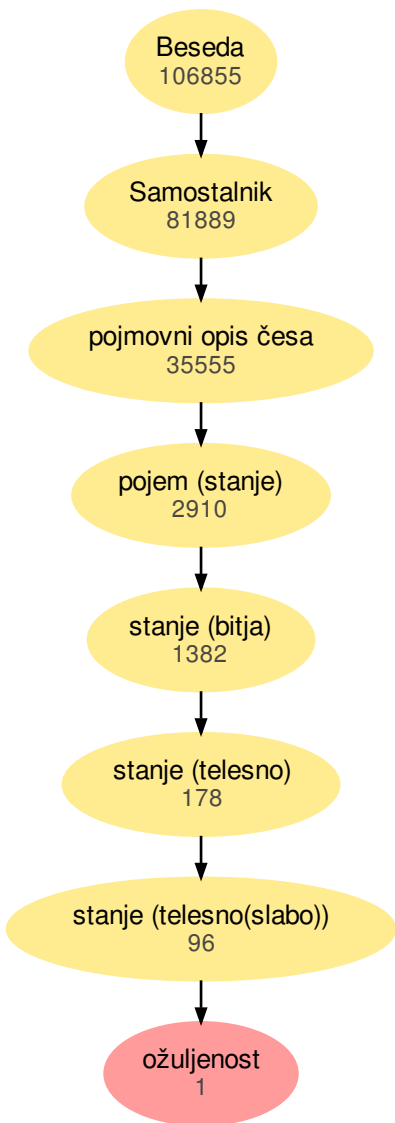 Beseda
106855
Samostalnik
81889
pojmovni opis česa
35555
pojem (stanje)
2910
stanje (bitja)
1382
stanje (telesno)
178
stanje (telesno(slabo))
96
ožuljenost
1